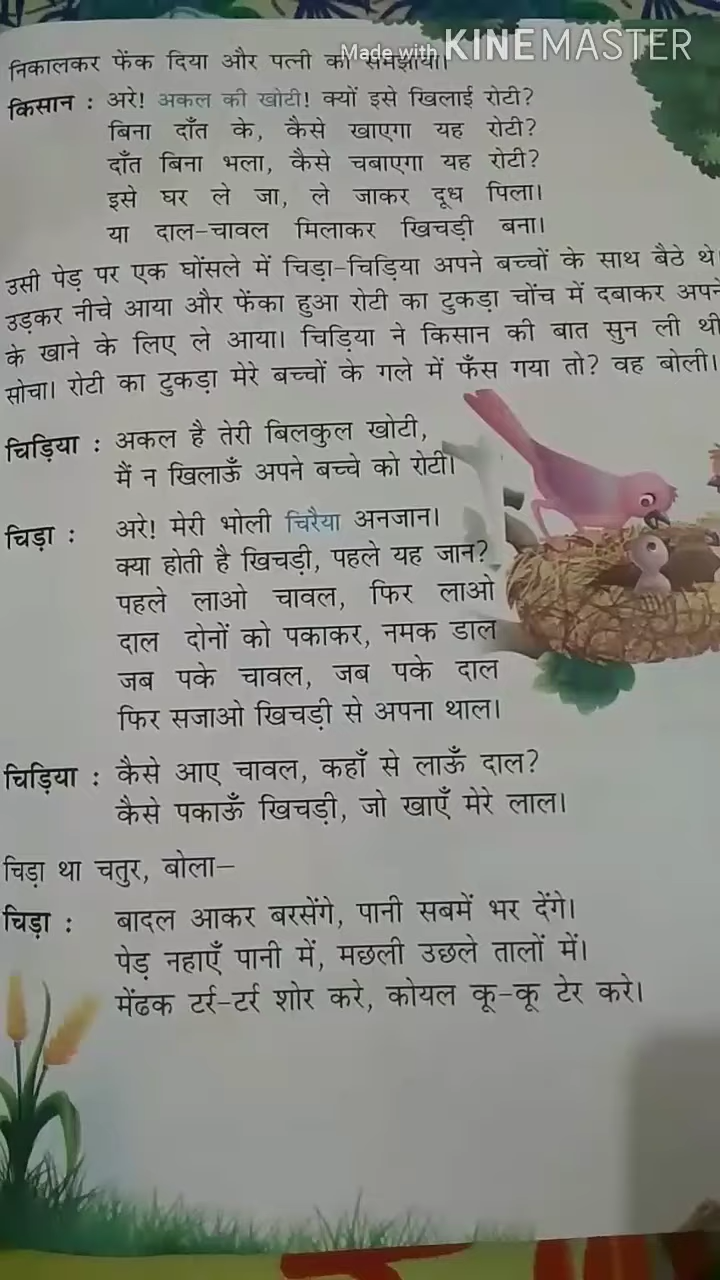 Made with KINEMASTER
निकालकर फेंक दिया और पत्नी को समझाया।
किसान : अरे! अकल की खोटी! क्यों इसे खिलाई रोटी?
बिना दाँत के, कैसे खाएगा यह रोटी?
दाँत बिना भला, कैसे चबाएगा यह रोटी?
इसे घर ले जा, ले जाकर दूध पिला।
या दाल-चावल मिलाकर खिचड़ी बना।
उसी पेड़ पर एक घोंसले में चिड़ा-चिड़िया अपने बच्चों के साथ बैठे थे
उड़कर नीचे आया और फेंका हुआ रोटी का टुकड़ा चोंच में दबाकर अपने
के खाने के लिए ले आया। चिड़िया ने किसान की बात सुन ली थी
सोचा। रोटी का टुकड़ा मेरे बच्चों के गले में फँस गया तो? वह बोली।
चिड़िया : अकल है तेरी बिलकुल खोटी,
मैं न खिलाऊँ अपने बच्चे को रोटी।
चिड़ा : अरे! मेरी भोली चिरैया अनजान।
क्या होती है खिचड़ी, पहले यह जान?
पहले लाओ चावल, फिर लाओ
दाल दोनों को पकाकर, नमक डाल
जब पके चावल, जब पके दाल
फिर सजाओ खिचड़ी से अपना थाल।
चिड़िया : कैसे आए चावल, कहाँ से लाऊँ दाल?
कैसे पकाऊँ खिचड़ी, जो खाएँ मेरे लाल।
चिड़ा था चतुर, बोला–
चिड़ा : बादल आकर बरसेंगे, पानी सबमें भर देंगे।
पेड़ नहाएँ पानी में, मछली उछले तालों में।
मेंढक टर्र-टर्र शोर करे, कोयल कू-कू टेर करे।